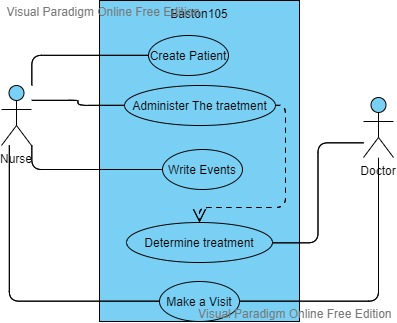 Visual Paradigm Online Free Edition
Baston105
Create Patient
Administer The traetment
Nurse
Write Events
Doctor
Determine treatment
Make a Visit
Visual Paradigm Online Free Edition